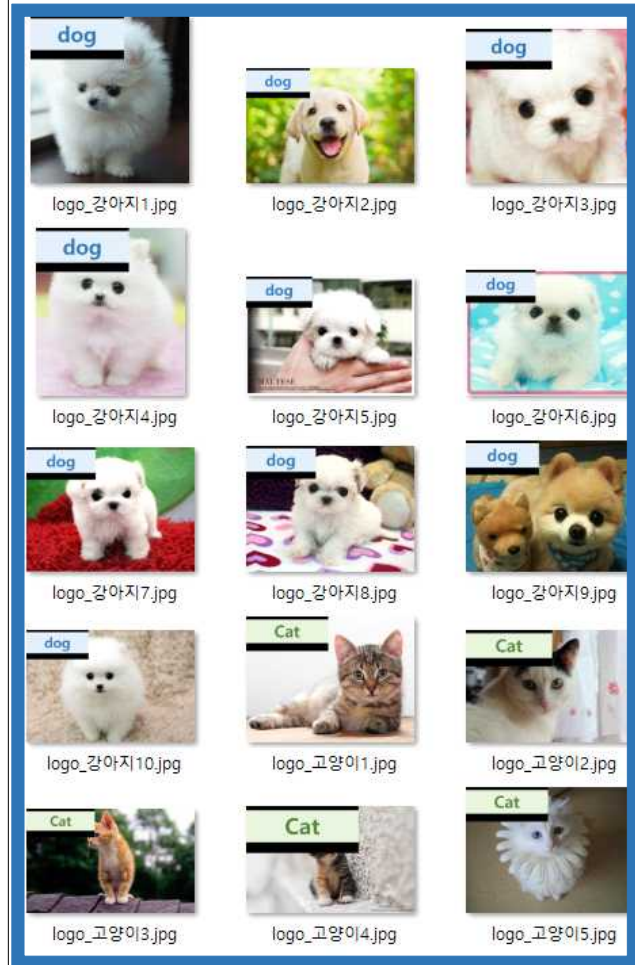 dog
dog
dog
logo_강아지1.jpg
logo_강아지2.jpg
logo_강아지3.jpg
dog
dog
dog
logo_강아지4.jpg
logo_강아지5.jpg
logo_강아지6.jpg
dog
dog
dog
logo_강아지7.jpg
logo_강아지8.jpg
logo_강아지9.jpg
dog
Cat
Cat
logo_강아지10.jpg
logo_고양이1.jpg
logo_고양이2.jpg
Cat
Cat
Cat
logo_고양이3.jpg
logo_고양이4.jpg
logo_고양이5.jpg